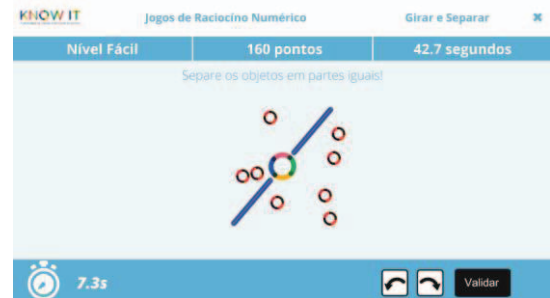 KNOW IT
Jogos de Raciocíno Numérico
Girar e Separar
Nível Fácil
160 pontos
42.7 segundos
Separe os objetos em partes iguais!
7.3s
Validar